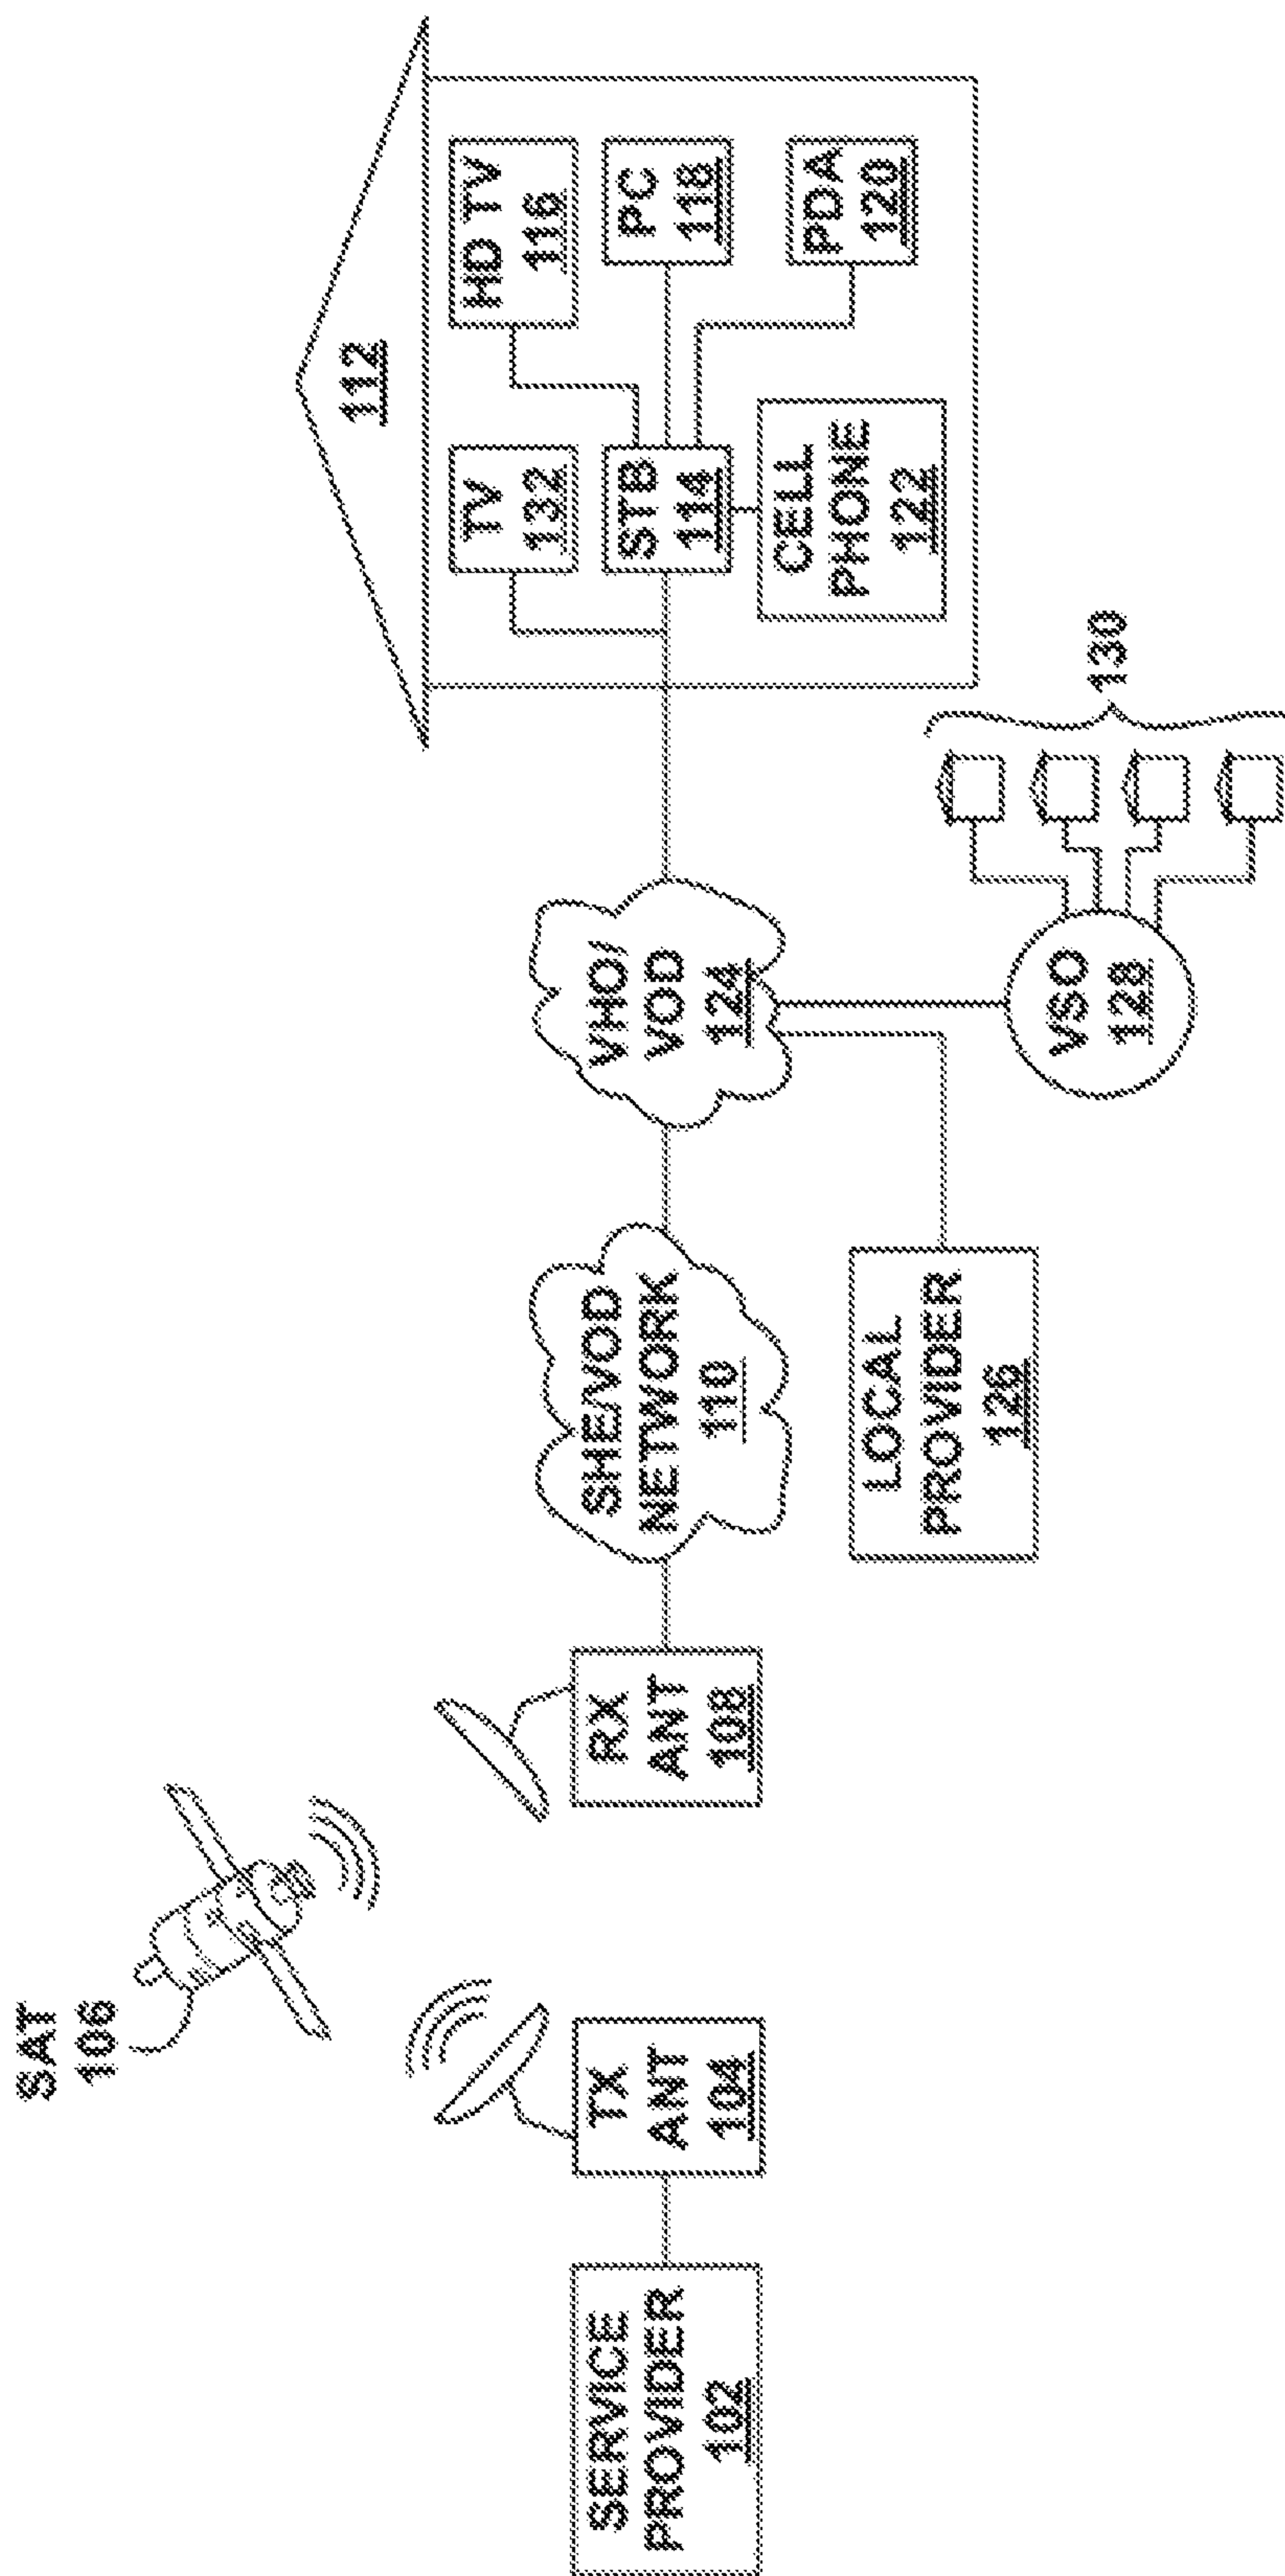 SAT
106
SERVICE
PROVIDER
102
TX
ANT
104
RX
ANT
108
SHE/VOD
NETWORK
110
LOCAL
PROVIDER
126
VHO/
VOD
124
VSO
128
130
112
TV
132
HD TV
116
STB
114
PC
118
CELL
PHONE
122
PDA
120